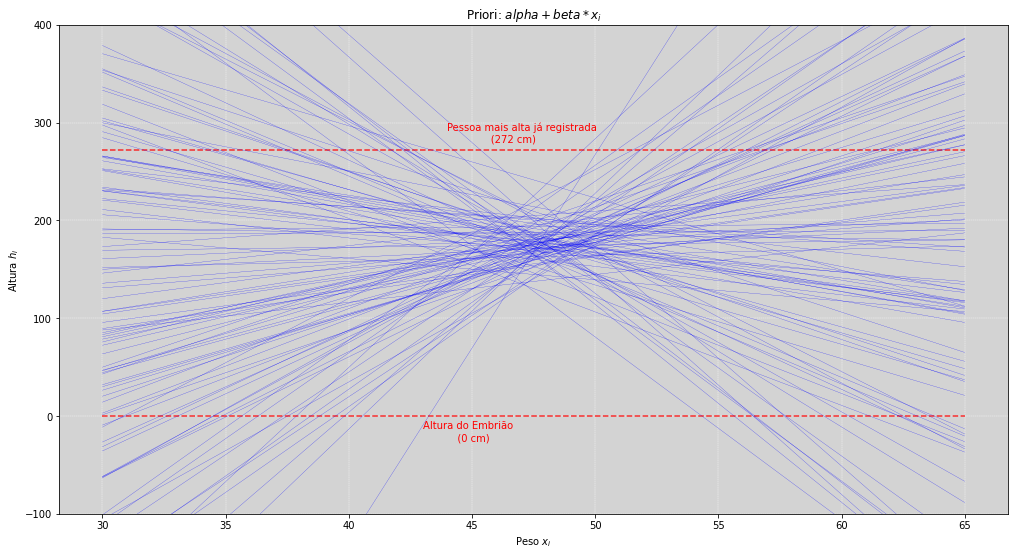 Priori: alpha + beta * x_i
400
300
200
100
0
−100
Altura h_i
Pessoa mais alta já registrada
(272 cm)
Altura do Embrião
(0 cm)
30
35
40
45
50
55
60
65
Peso x_i